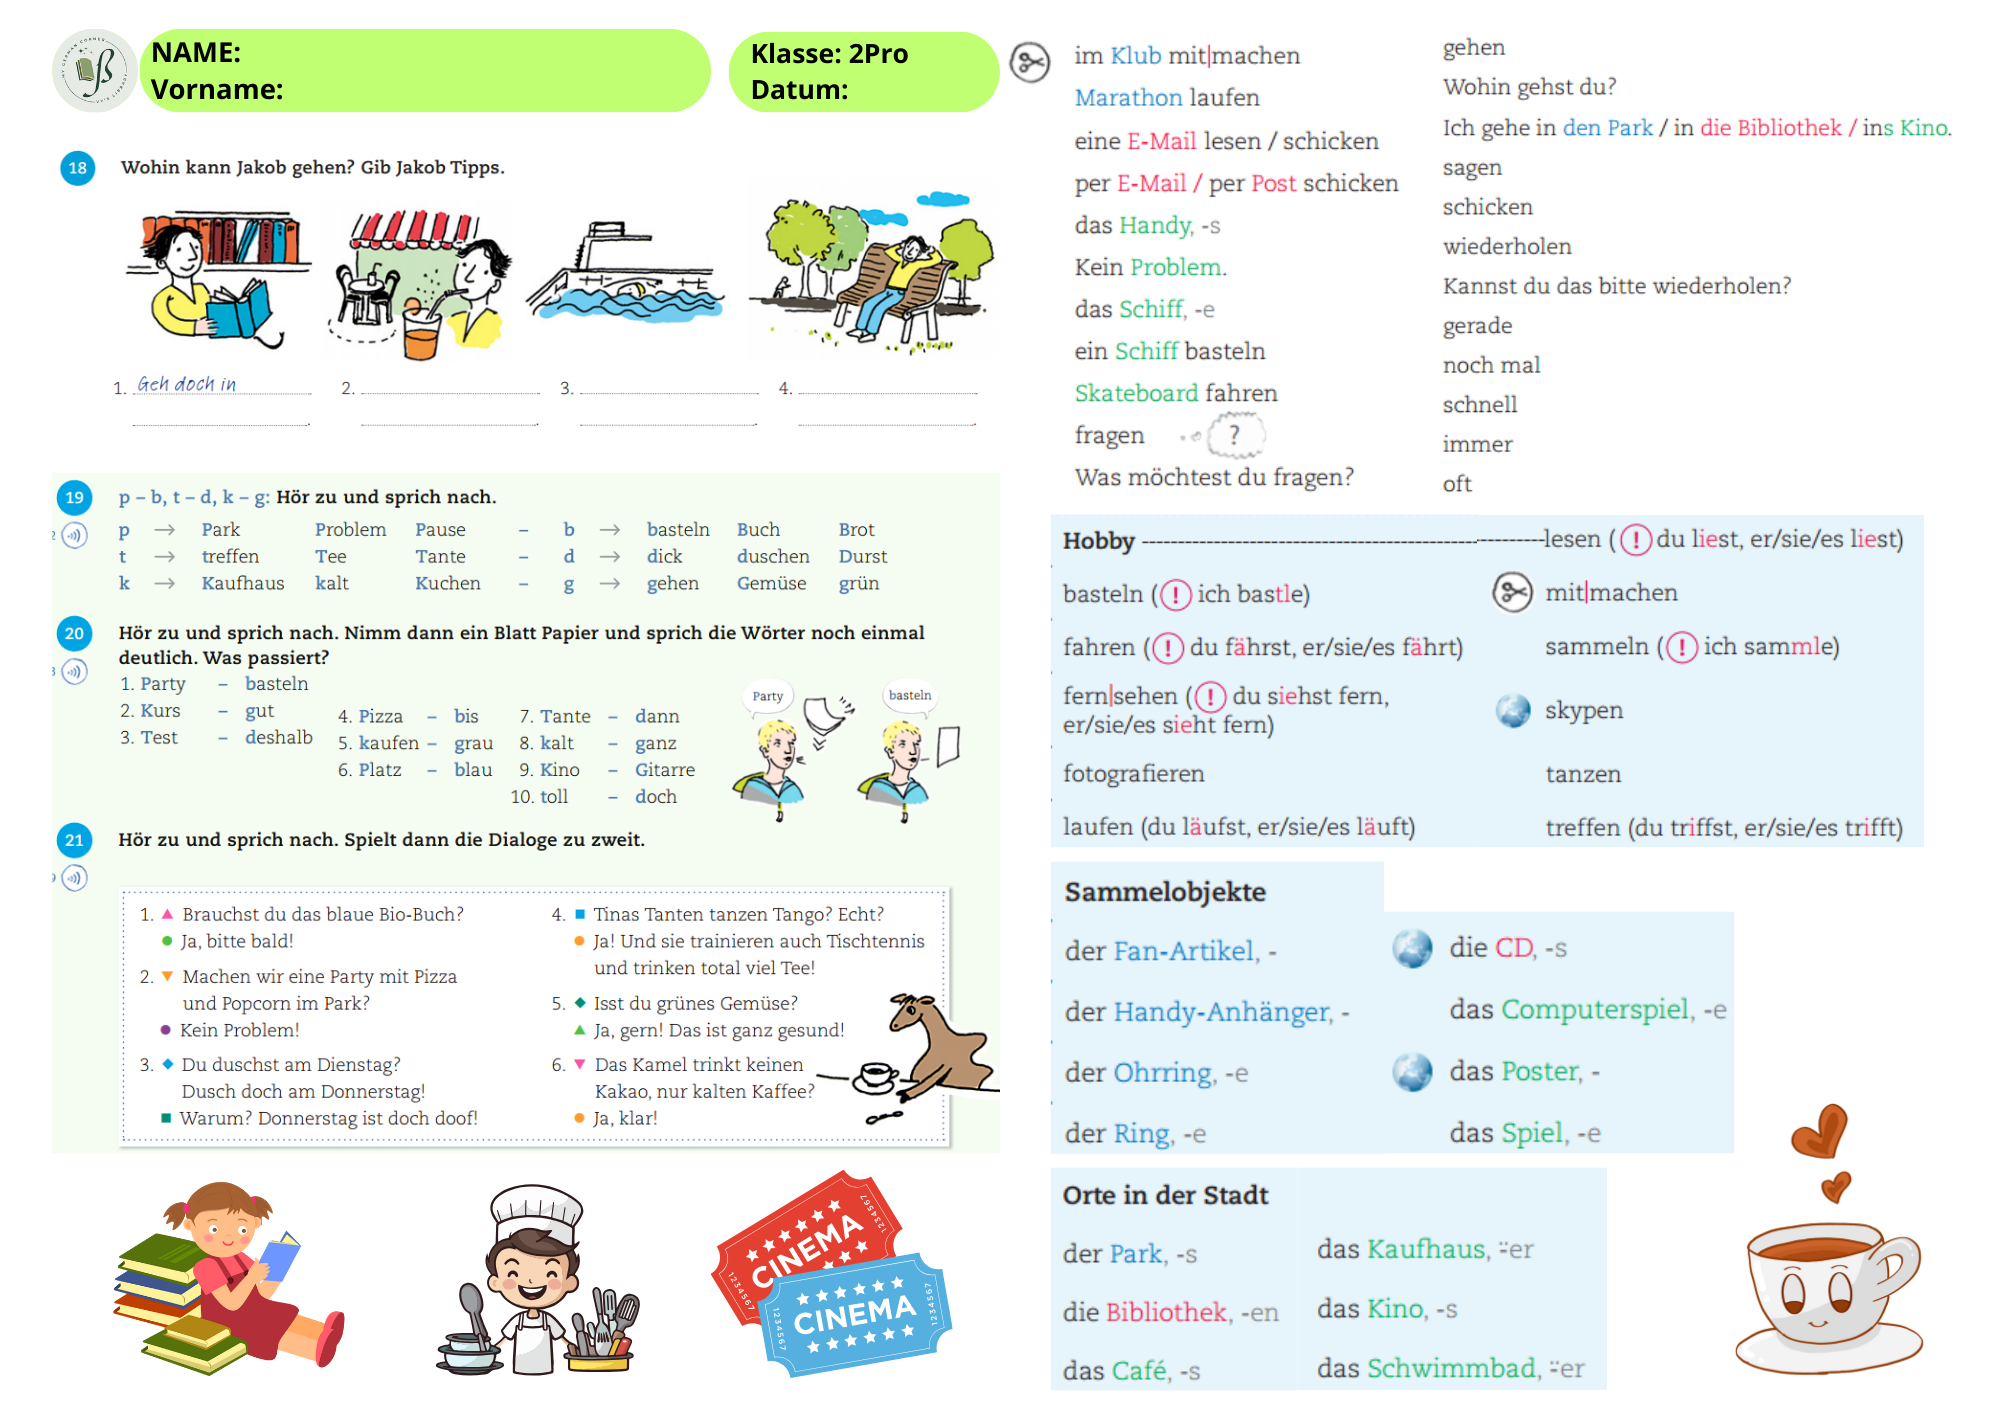 NAME:
Vorname:
Klasse: 2Pro
Datum:
18 Wohin kann Jakob gehen? Gib Jakob Tipps.
1. Geh doch in
2.
3.
4.
19 p – b, t – d, k – g: Hör zu und sprich nach.
p → Park Problem Pause – b → basteln Buch Brot
t → treffen Tee Tante – d → dick duschen Durst
k → Kaufhaus kalt Kuchen – g → gehen Gemüse grün
20 Hör zu und sprich nach. Nimm dann ein Blatt Papier und sprich die Wörter noch einmal
deutlich. Was passiert?
1. Party – basteln
2. Kurs – gut
3. Test – deshalb
4. Pizza – bis
5. kaufen – grau
6. Platz – blau
7. Tante – dann
8. kalt – ganz
9. Kino – Gitarre
10. toll – doch
Party
basteln
21 Hör zu und sprich nach. Spielt dann die Dialoge zu zweit.
1. ▲ Brauchst du das blaue Bio-Buch?
● Ja, bitte bald!
2. ▼ Machen wir eine Party mit Pizza
und Popcorn im Park?
● Kein Problem!
3. ◆ Du duschst am Dienstag?
Dusch doch am Donnerstag!
■ Warum? Donnerstag ist doch doof!
4. ■ Tinas Tanten tanzen Tango? Echt?
● Ja! Und sie trainieren auch Tischtennis
und trinken total viel Tee!
5. ◆ Isst du grünes Gemüse?
▲ Ja, gern! Das ist ganz gesund!
6. ▼ Das Kamel trinkt keinen
Kakao, nur kalten Kaffee?
● Ja, klar!
CINEMA
1234567
1234567
CINEMA
1234567
1234567
im Klub mit|machen
Marathon laufen
eine E-Mail lesen / schicken
per E-Mail / per Post schicken
das Handy, -s
Kein Problem.
das Schiff, -e
ein Schiff basteln
Skateboard fahren
fragen ?
Was möchtest du fragen?
gehen
Wohin gehst du?
Ich gehe in den Park / in die Bibliothek / ins Kino.
sagen
schicken
wiederholen
Kannst du das bitte wiederholen?
gerade
noch mal
schnell
immer
oft
Hobby
basteln (! ich bastle)
fahren (! du fährst, er/sie/es fährt)
fern|sehen (! du siehst fern,
er/sie/es sieht fern)
fotografieren
laufen (du läufst, er/sie/es läuft)
lesen (! du liest, er/sie/es liest)
mit|machen
sammeln (! ich sammle)
skypen
tanzen
treffen (du triffst, er/sie/es trifft)
Sammelobjekte
der Fan-Artikel, -
der Handy-Anhänger, -
der Ohrring, -e
der Ring, -e
die CD, -s
das Computerspiel, -e
das Poster, -
das Spiel, -e
Orte in der Stadt
der Park, -s
die Bibliothek, -en
das Café, -s
das Kaufhaus, ¨-er
das Kino, -s
das Schwimmbad, ¨-er